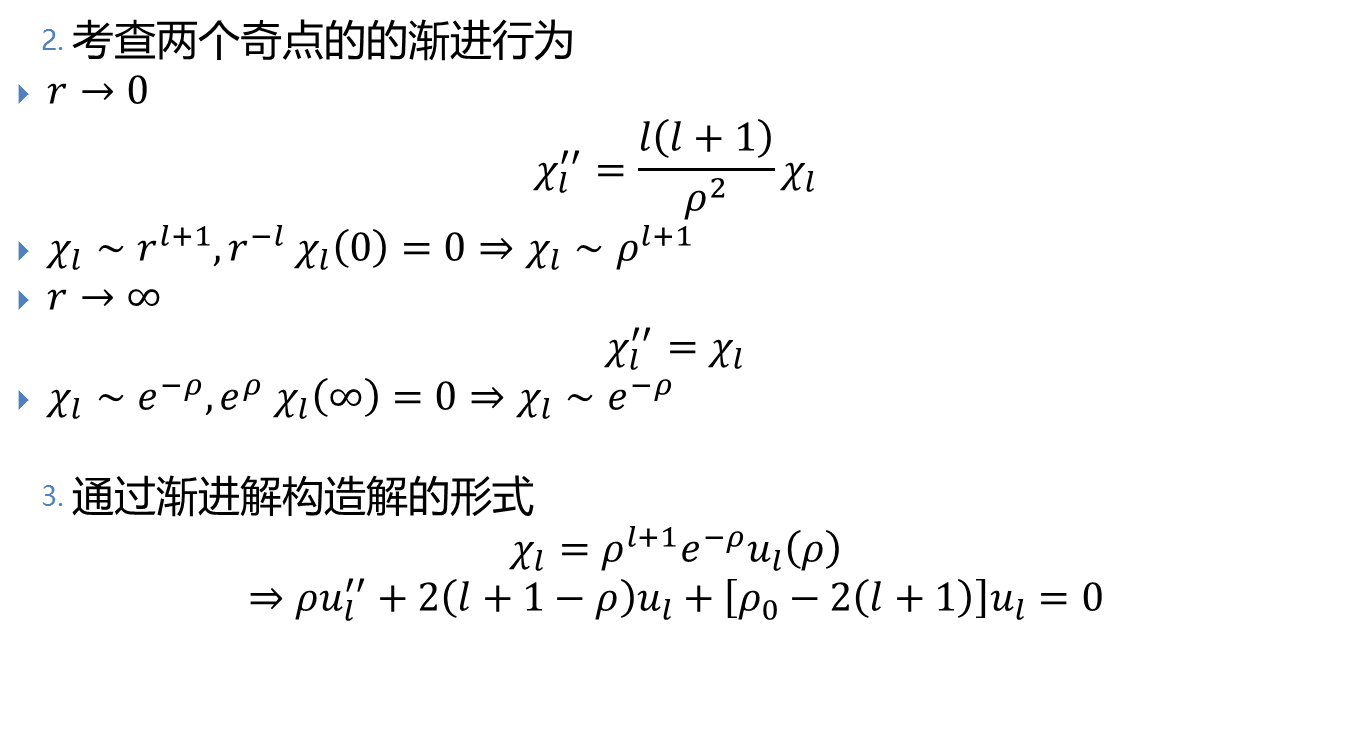 2. 考查两个奇点的的渐进行为
r → 0
χ_l′′ = l(l + 1)/ρ² χ_l
χ_l ~ r^{l+1}, r^{−l} χ_l(0) = 0 ⇒ χ_l ~ ρ^{l+1}
r → ∞
χ_l′′ = χ_l
χ_l ~ e^{−ρ}, e^ρ χ_l(∞) = 0 ⇒ χ_l ~ e^{−ρ}
3. 通过渐进解构造解的形式
χ_l = ρ^{l+1}e^{−ρ}u_l(ρ)
⇒ ρu_l′′ + 2(l + 1 − ρ)u_l + [ρ₀ − 2(l + 1)]u_l = 0